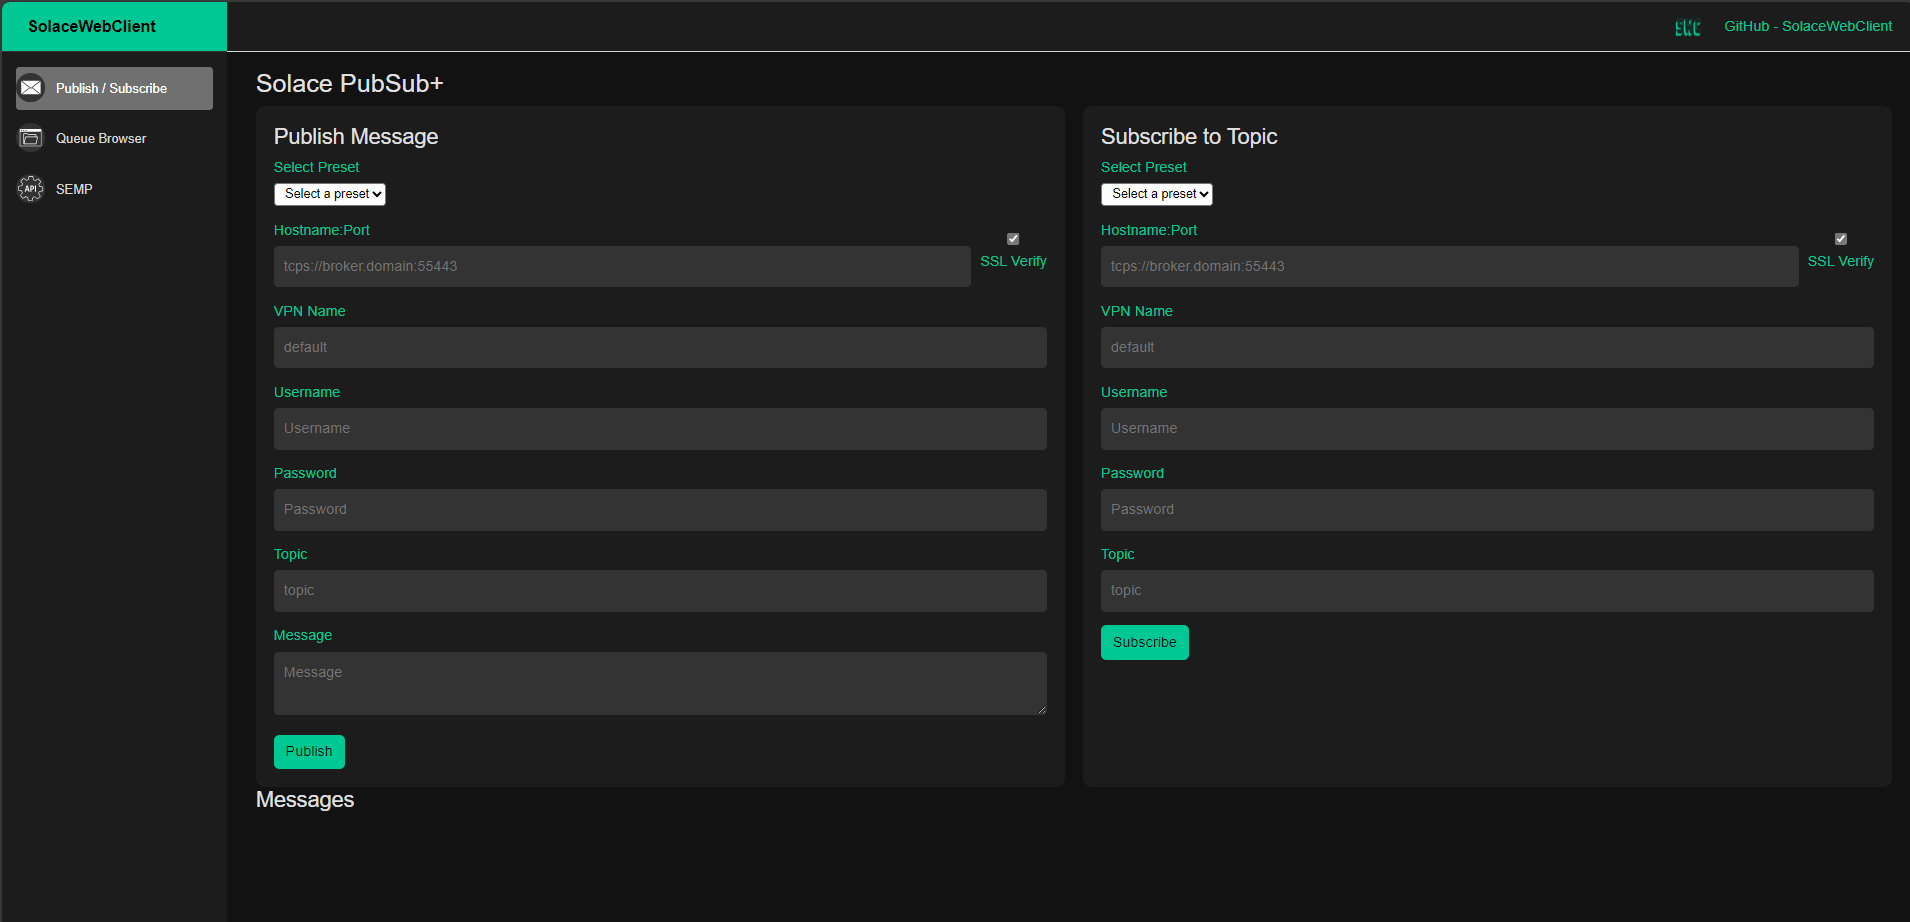 SolaceWebClient
SWC
GitHub - SolaceWebClient
Publish / Subscribe
Queue Browser
API
SEMP
Solace PubSub+
Publish Message
Select Preset
Select a preset
Hostname:Port
tcps://broker.domain:55443
SSL Verify
VPN Name
default
Username
Username
Password
Password
Topic
topic
Message
Message
Publish
Subscribe to Topic
Select Preset
Select a preset
Hostname:Port
tcps://broker.domain:55443
SSL Verify
VPN Name
default
Username
Username
Password
Password
Topic
topic
Subscribe
Messages